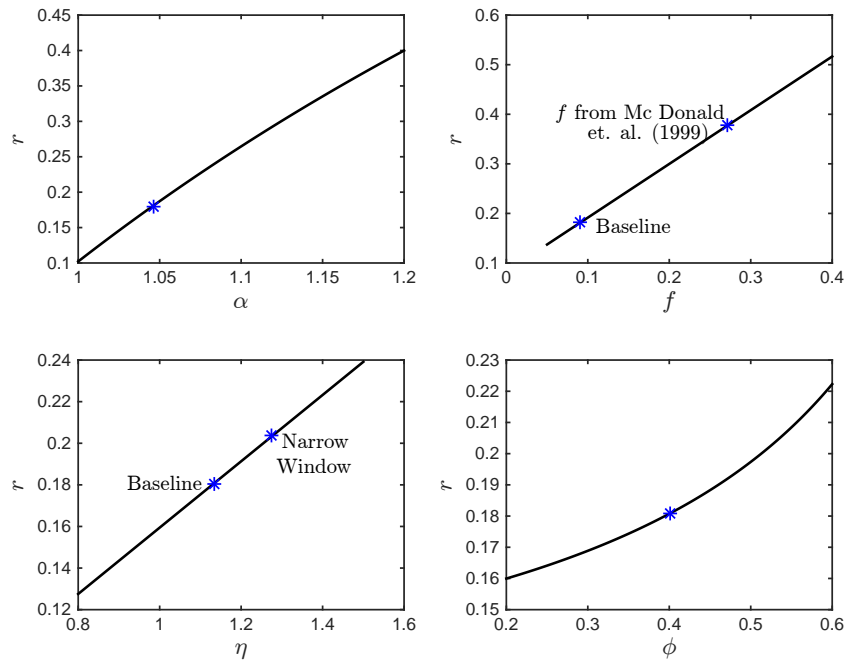 0.45
0.4
0.35
0.3
0.25
0.2
0.15
0.1
r
1 1.05 1.1 1.15 1.2
α
0.6
0.5
0.4
0.3
0.2
0.1
r
f from Mc Donald
et. al. (1999)
Baseline
0 0.1 0.2 0.3 0.4
f
0.24
0.22
0.2
0.18
0.16
0.14
0.12
r
Narrow
Window
Baseline
0.8 1 1.2 1.4 1.6
η
0.23
0.22
0.21
0.2
0.19
0.18
0.17
0.16
0.15
r
0.2 0.3 0.4 0.5 0.6
ϕ